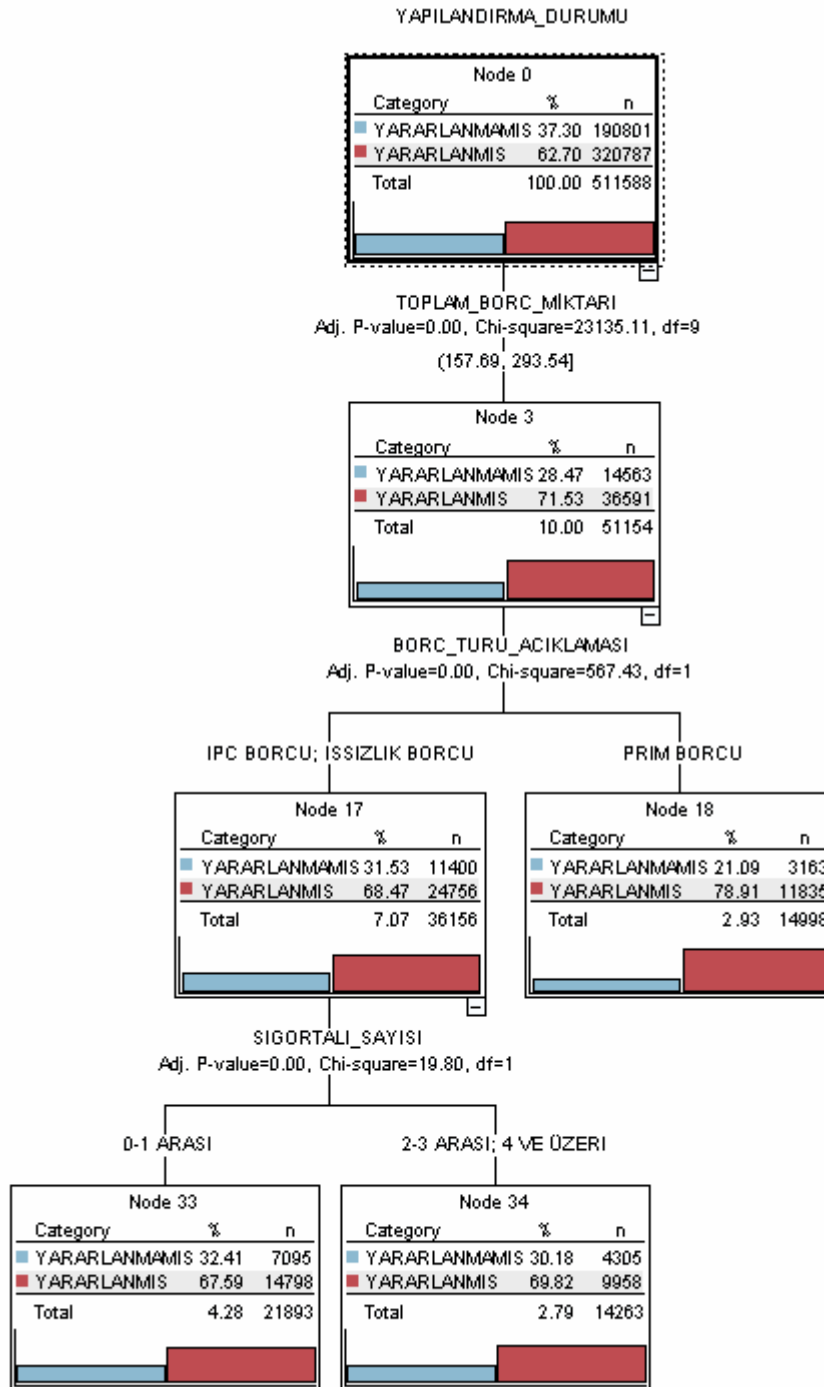 YAPILANDIRMA_DURUMU
Node 0
Category % n
YARARLANMAMIS 37.30 190801
YARARLANMIS 62.70 320787
Total 100.00 511588
TOPLAM_BORC_MİKTARI
Adj. P-value=0.00, Chi-square=23135.11, df=9
(157.69, 293.54]
Node 3
Category % n
YARARLANMAMIS 28.47 14563
YARARLANMIS 71.53 36591
Total 10.00 51154
BORC_TURU_ACIKLAMASI
Adj. P-value=0.00, Chi-square=567.43, df=1
IPC BORCU; ISSIZLIK BORCU
PRIM BORCU
Node 17
Category % n
YARARLANMAMIS 31.53 11400
YARARLANMIS 68.47 24756
Total 7.07 36156
Node 18
Category % n
YARARLANMAMIS 21.09 3163
YARARLANMIS 78.91 11835
Total 2.93 14998
SIGORTALI_SAYISI
Adj. P-value=0.00, Chi-square=19.80, df=1
0-1 ARASI
2-3 ARASI; 4 VE ÜZERI
Node 33
Category % n
YARARLANMAMIS 32.41 7095
YARARLANMIS 67.59 14798
Total 4.28 21893
Node 34
Category % n
YARARLANMAMIS 30.18 4305
YARARLANMIS 69.82 9958
Total 2.79 14263